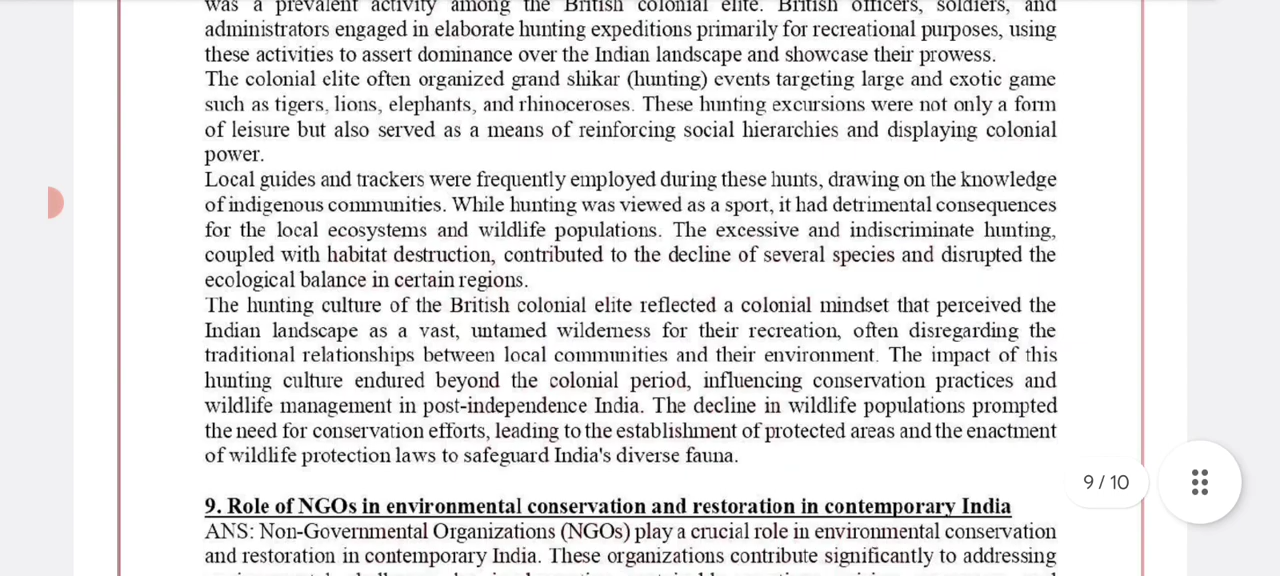 was a prevalent activity among the British colonial elite. British officers, soldiers, and
administrators engaged in elaborate hunting expeditions primarily for recreational purposes, using
these activities to assert dominance over the Indian landscape and showcase their prowess.
The colonial elite often organized grand shikar (hunting) events targeting large and exotic game
such as tigers, lions, elephants, and rhinoceroses. These hunting excursions were not only a form
of leisure but also served as a means of reinforcing social hierarchies and displaying colonial
power.
Local guides and trackers were frequently employed during these hunts, drawing on the knowledge
of indigenous communities. While hunting was viewed as a sport, it had detrimental consequences
for the local ecosystems and wildlife populations. The excessive and indiscriminate hunting,
coupled with habitat destruction, contributed to the decline of several species and disrupted the
ecological balance in certain regions.
The hunting culture of the British colonial elite reflected a colonial mindset that perceived the
Indian landscape as a vast, untamed wilderness for their recreation, often disregarding the
traditional relationships between local communities and their environment. The impact of this
hunting culture endured beyond the colonial period, influencing conservation practices and
wildlife management in post-independence India. The decline in wildlife populations prompted
the need for conservation efforts, leading to the establishment of protected areas and the enactment
of wildlife protection laws to safeguard India's diverse fauna.
9 / 10
9. Role of NGOs in environmental conservation and restoration in contemporary India
ANS: Non-Governmental Organizations (NGOs) play a crucial role in environmental conservation
and restoration in contemporary India. These organizations contribute significantly to addressing